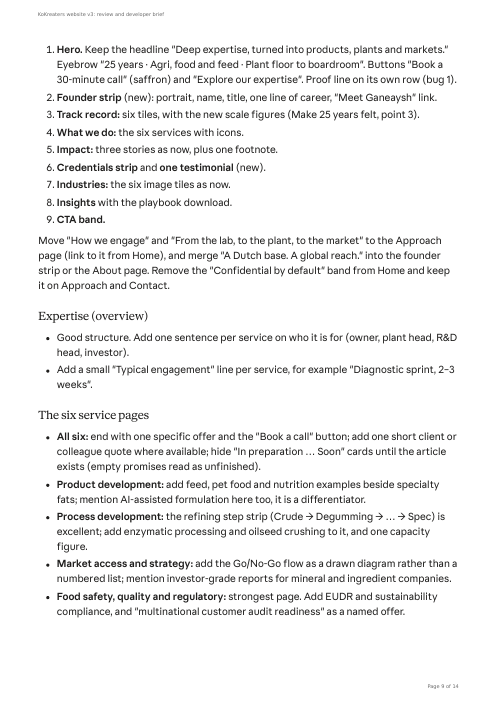 KoKreaters website v3: review and developer brief
1. Hero. Keep the headline "Deep expertise, turned into products, plants and markets."
Eyebrow "25 years · Agri, food and feed · Plant floor to boardroom". Buttons "Book a
30-minute call" (saffron) and "Explore our expertise". Proof line on its own row (bug 1).
2. Founder strip (new): portrait, name, title, one line of career, "Meet Ganeaysh" link.
3. Track record: six tiles, with the new scale figures (Make 25 years felt, point 3).
4. What we do: the six services with icons.
5. Impact: three stories as now, plus one footnote.
6. Credentials strip and one testimonial (new).
7. Industries: the six image tiles as now.
8. Insights with the playbook download.
9. CTA band.
Move "How we engage" and "From the lab, to the plant, to the market" to the Approach
page (link to it from Home), and merge "A Dutch base. A global reach." into the founder
strip or the About page. Remove the "Confidential by default" band from Home and keep
it on Approach and Contact.
Expertise (overview)
• Good structure. Add one sentence per service on who it is for (owner, plant head, R&D
head, investor).
• Add a small "Typical engagement" line per service, for example "Diagnostic sprint, 2–3
weeks".
The six service pages
• All six: end with one specific offer and the "Book a call" button; add one short client or
colleague quote where available; hide "In preparation … Soon" cards until the article
exists (empty promises read as unfinished).
• Product development: add feed, pet food and nutrition examples beside specialty
fats; mention AI-assisted formulation here too, it is a differentiator.
• Process development: the refining step strip (Crude → Degumming → … → Spec) is
excellent; add enzymatic processing and oilseed crushing to it, and one capacity
figure.
• Market access and strategy: add the Go/No-Go flow as a drawn diagram rather than a
numbered list; mention investor-grade reports for mineral and ingredient companies.
• Food safety, quality and regulatory: strongest page. Add EUDR and sustainability
compliance, and "multinational customer audit readiness" as a named offer.
Page 9 of 14